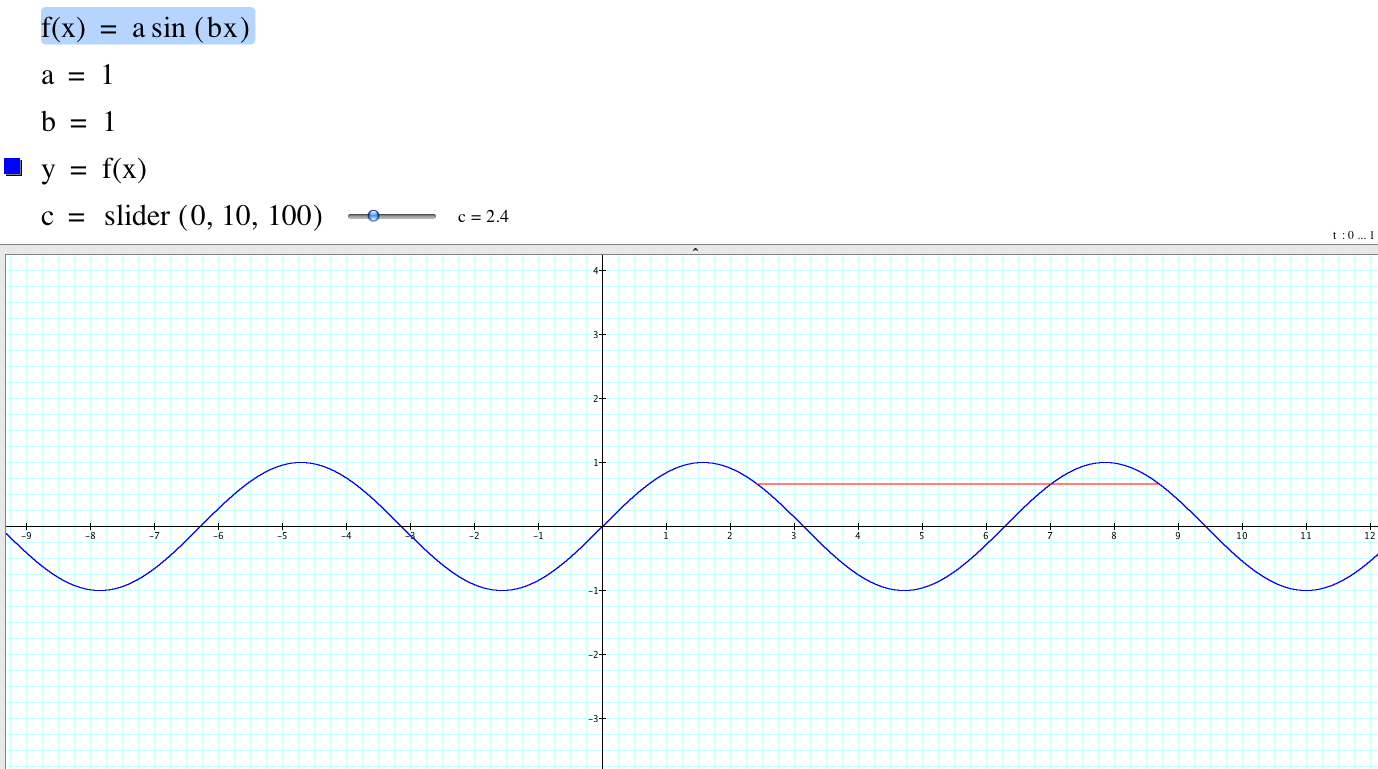 f(x) = a sin (bx)
a = 1
b = 1
y = f(x)
c = slider (0, 10, 100) c = 2.4
t : 0 ... 1
4
3
2
1
-9 -8 -7 -6 -5 -4 -3 -2 -1 1 2 3 4 5 6 7 8 9 10 11 12
-1
-2
-3